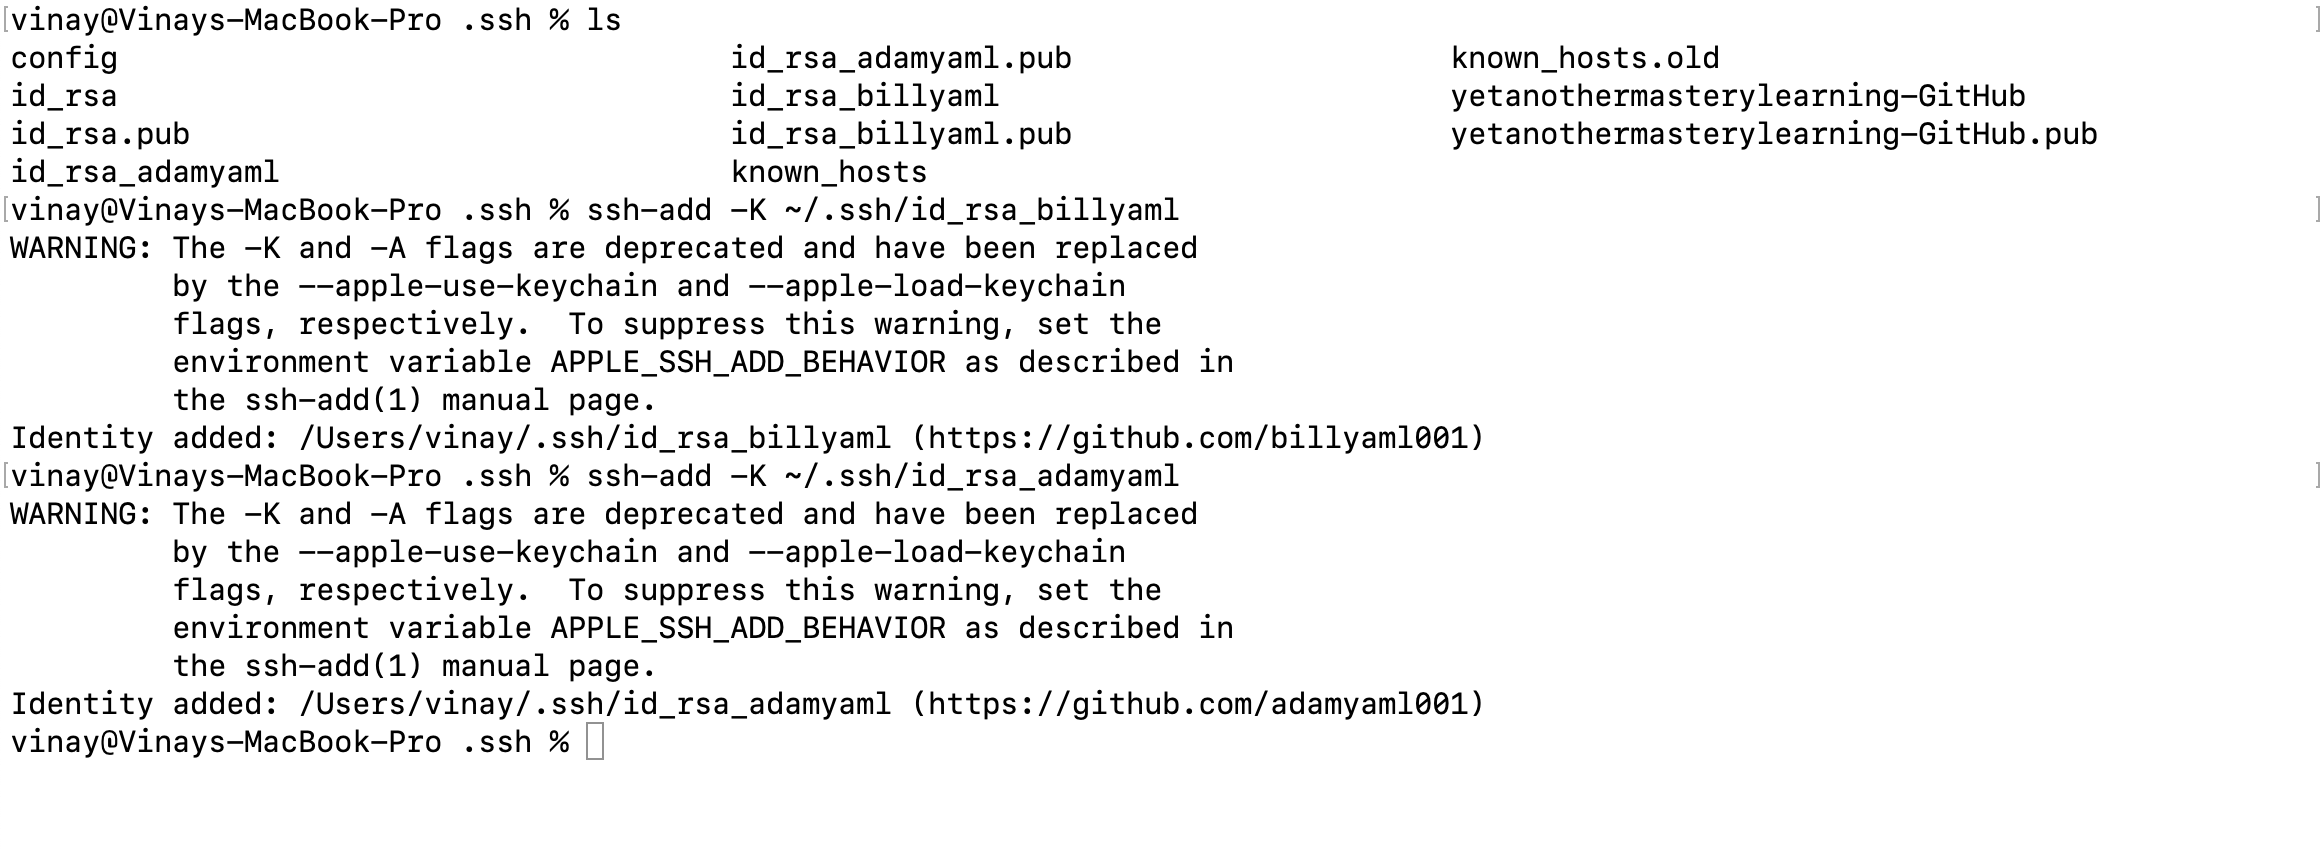 [vinay@Vinays-MacBook-Pro .ssh % ls ]
config id_rsa_adamyaml.pub known_hosts.old
id_rsa id_rsa_billyaml yetanothermasterylearning-GitHub
id_rsa.pub id_rsa_billyaml.pub yetanothermasterylearning-GitHub.pub
id_rsa_adamyaml known_hosts
[vinay@Vinays-MacBook-Pro .ssh % ssh-add -K ~/.ssh/id_rsa_billyaml ]
WARNING: The -K and -A flags are deprecated and have been replaced
by the --apple-use-keychain and --apple-load-keychain
flags, respectively.  To suppress this warning, set the
environment variable APPLE_SSH_ADD_BEHAVIOR as described in
the ssh-add(1) manual page.
Identity added: /Users/vinay/.ssh/id_rsa_billyaml (https://github.com/billyaml001)
[vinay@Vinays-MacBook-Pro .ssh % ssh-add -K ~/.ssh/id_rsa_adamyaml ]
WARNING: The -K and -A flags are deprecated and have been replaced
by the --apple-use-keychain and --apple-load-keychain
flags, respectively.  To suppress this warning, set the
environment variable APPLE_SSH_ADD_BEHAVIOR as described in
the ssh-add(1) manual page.
Identity added: /Users/vinay/.ssh/id_rsa_adamyaml (https://github.com/adamyaml001)
vinay@Vinays-MacBook-Pro .ssh %